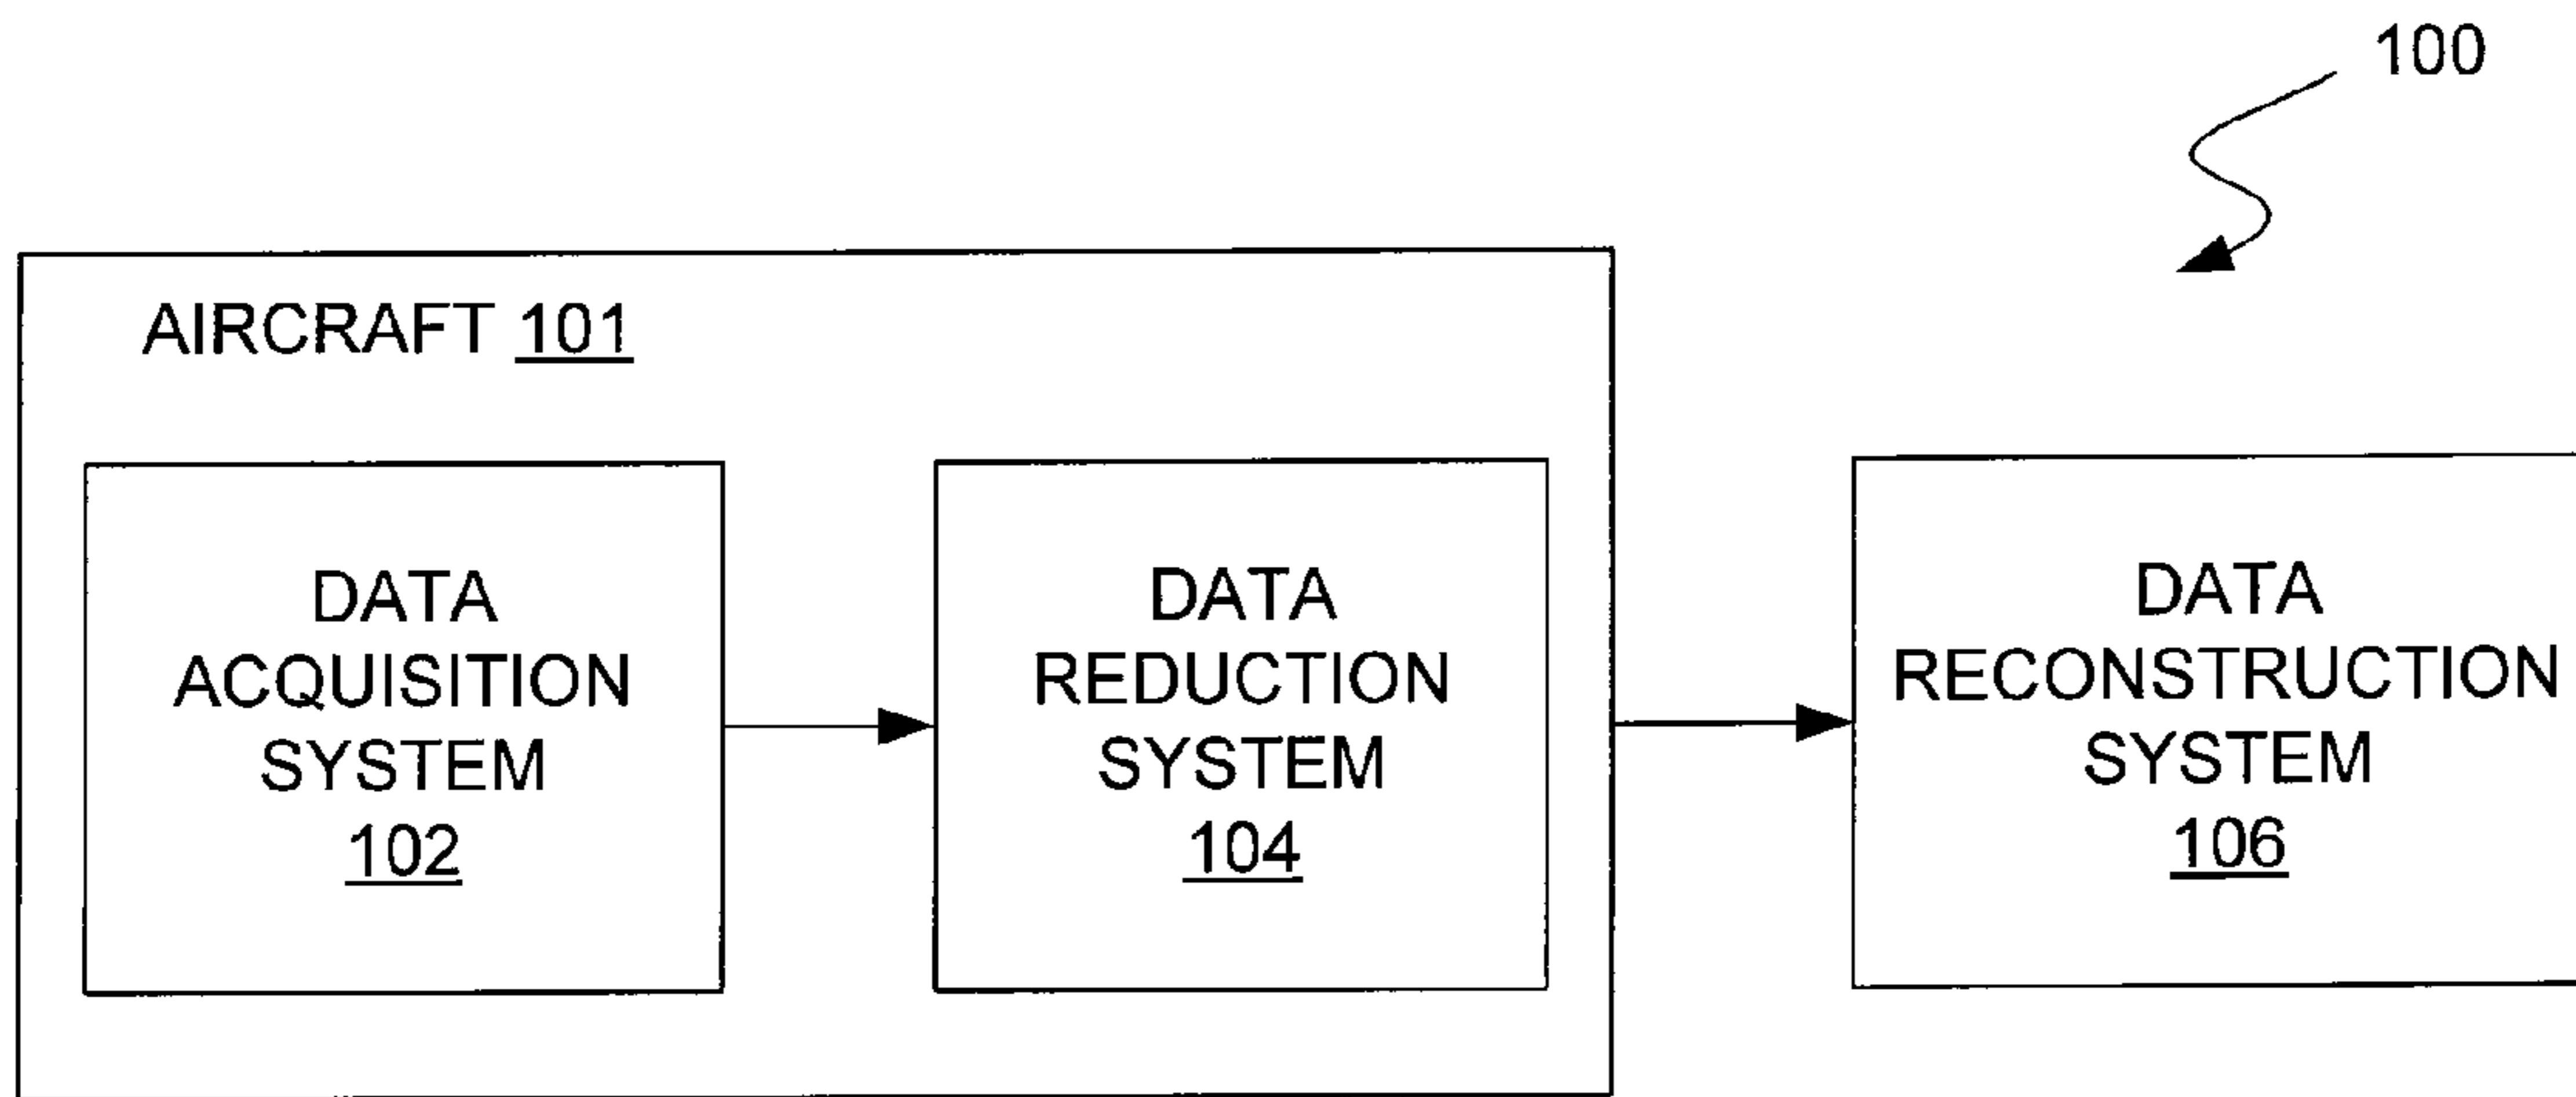 100
AIRCRAFT 101
DATA
ACQUISITION
SYSTEM
102
DATA
REDUCTION
SYSTEM
104
DATA
RECONSTRUCTION
SYSTEM
106